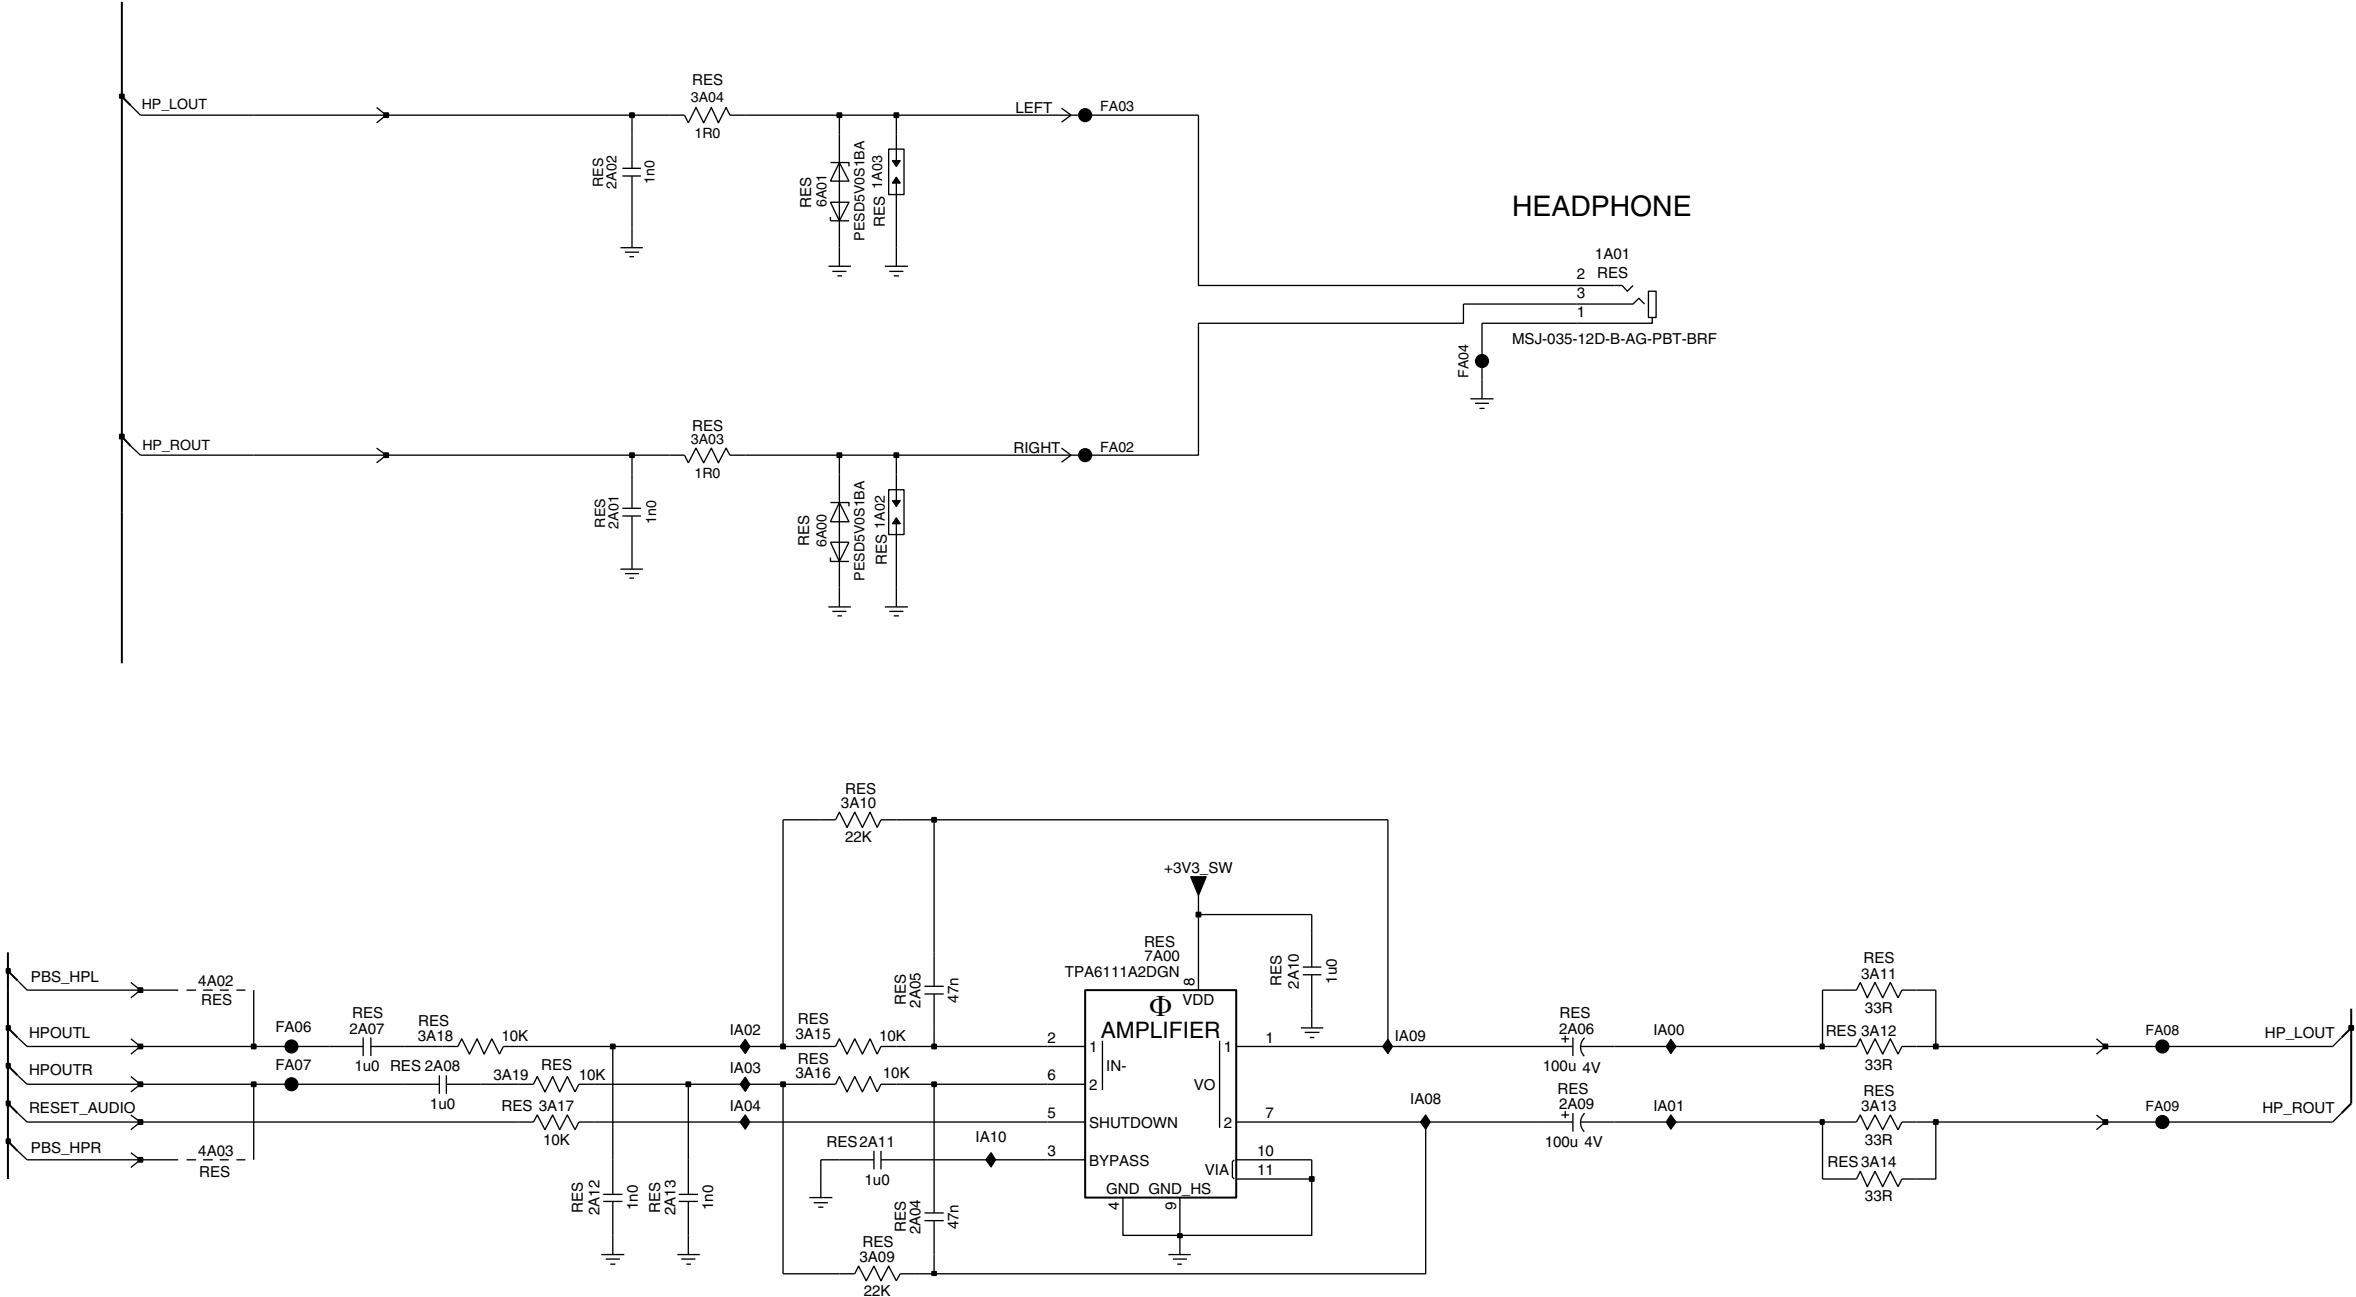 HP_LOUT
RES
3A04
1R0
RES
2A02
1n0
RES
6A01
PESD5V0S1BA
RES 1A03
LEFT
FA03
HEADPHONE
1A01
2 RES
3
1
MSJ-035-12D-B-AG-PBT-BRF
FA04
HP_ROUT
RES
3A03
1R0
RES
2A01
1n0
RES
6A00
PESD5V0S1BA
RES 1A02
RIGHT
FA02
RES
3A10
22K
+3V3_SW
RES
7A00
TPA6111A2DGN
RES
2A10
1u0
RES
2A05
47n
8
VDD
Φ
AMPLIFIER
PBS_HPL
4A02
RES
HPOUTL
FA06
RES
2A07
1u0
RES
3A18
10K
IA02
RES
3A15
10K
2
1
IN-
HPOUTR
FA07
RES 2A08
1u0
3A19
RES
10K
IA03
RES
3A16
10K
6
2
RESET_AUDIO
RES 3A17
10K
IA04
5
SHUTDOWN
PBS_HPR
4A03
RES
RES 2A11
1u0
IA10
3
BYPASS
RES
2A12
1n0
RES
2A13
1n0
RES
2A04
47n
RES
3A09
22K
GND GND_HS
4
9
VO
1
1
2
7
VIA
10
11
IA09
IA08
RES
2A06
+
100u 4V
IA00
RES
2A09
+
100u 4V
IA01
RES
3A11
33R
RES 3A12
33R
RES
3A13
33R
RES 3A14
33R
FA08
HP_LOUT
FA09
HP_ROUT